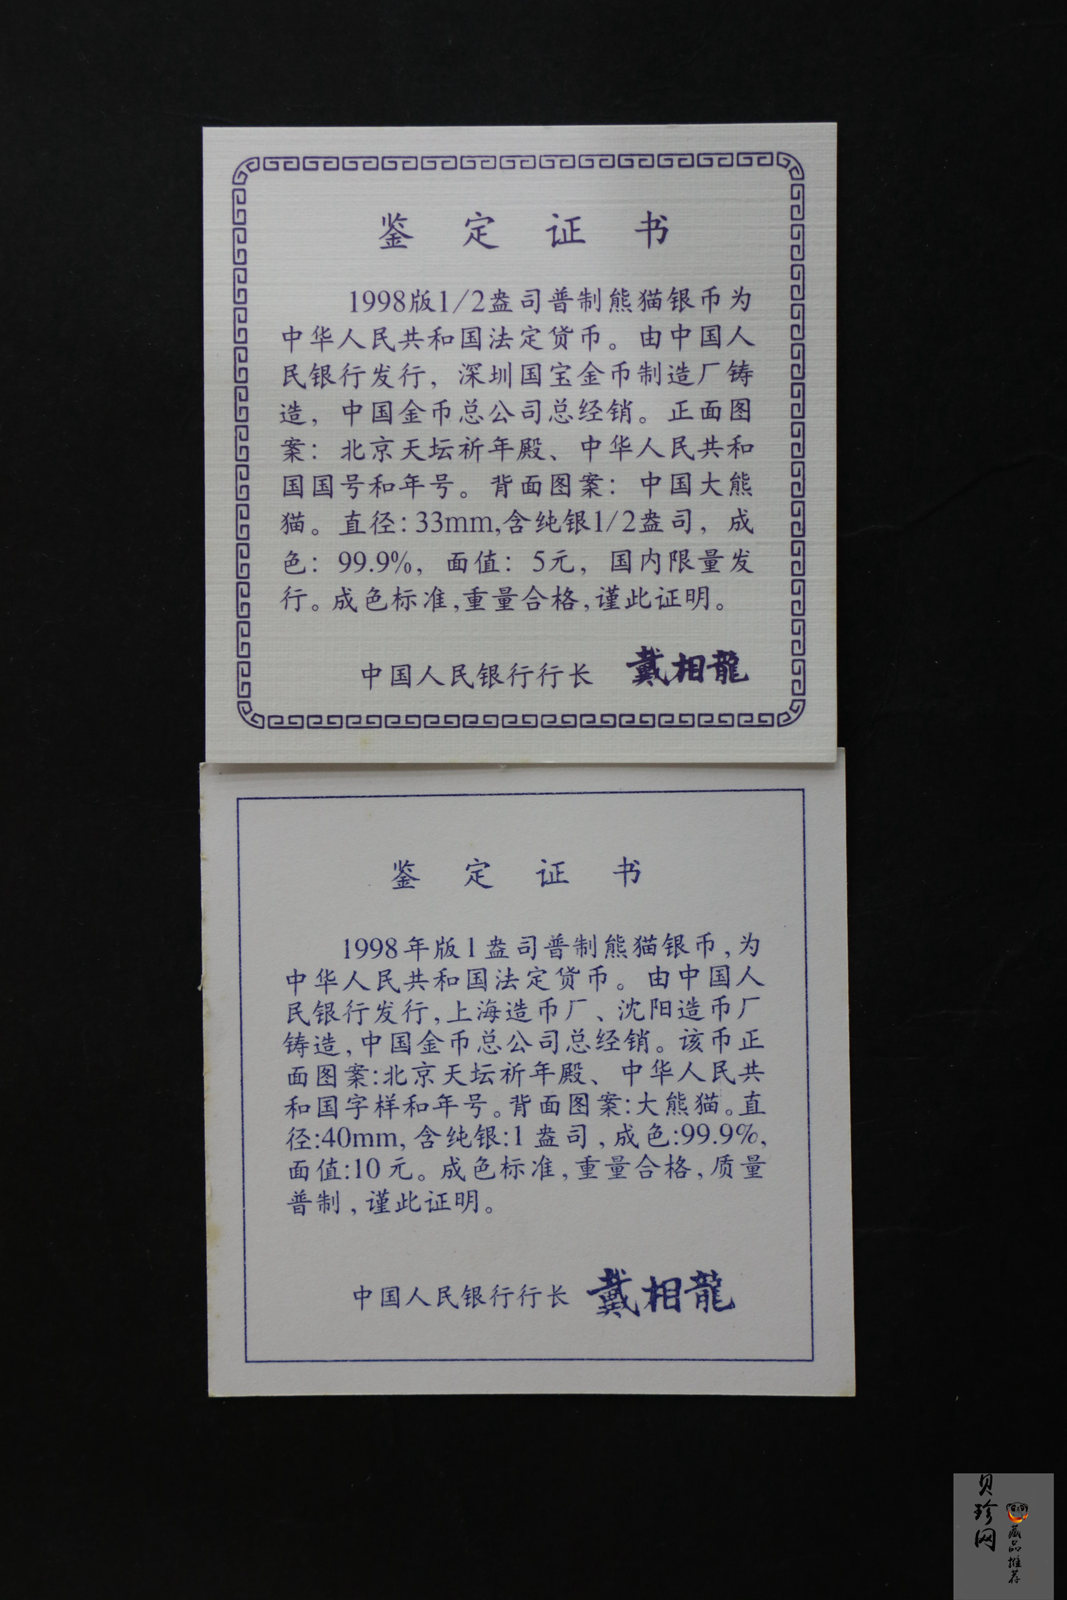 鉴定证书
1998版1/2盎司普制熊猫银币为
中华人民共和国法定货币。由中国人
民银行发行，深圳国宝金币制造厂铸
造，中国金币总公司总经销。正面图
案：北京天坛祈年殿、中华人民共和
国国号和年号。背面图案：中国大熊
猫。直径:33mm,含纯银1/2盎司，成
色：99.9%，面值：5元，国内限量发
行。成色标准,重量合格,谨此证明。
中国人民银行行长 戴相龍
鉴定证书
1998年版1盎司普制熊猫银币,为
中华人民共和国法定货币。由中国人
民银行发行,上海造币厂、沈阳造币厂
铸造,中国金币总公司总经销。该币正
面图案:北京天坛祈年殿、中华人民共
和国字样和年号。背面图案:大熊猫。直
径:40mm,含纯银:1盎司,成色:99.9%,
面值:10元。成色标准,重量合格,质量
普制,谨此证明。
中国人民银行行长 戴相龍
贝珍网
藏品推荐